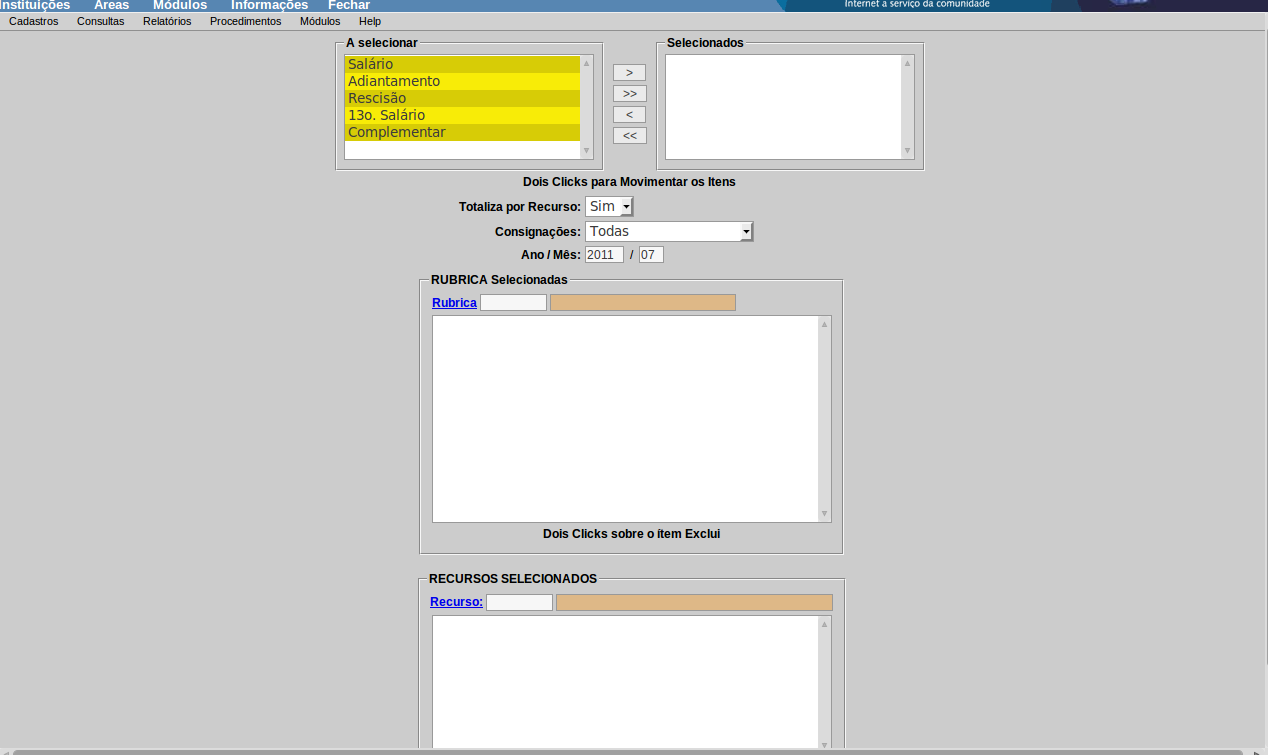 Instituições Áreas Módulos Informações Fechar
Internet a serviço da comunidade
Cadastros Consultas Relatórios Procedimentos Módulos Help
A selecionar
Selecionados
Salário
Adiantamento
Rescisão
13o. Salário
Complementar
>
>>
<
<<
Dois Clicks para Movimentar os Itens
Totaliza por Recurso: Sim
Consignações: Todas
Ano / Mês: 2011 / 07
RUBRICA Selecionadas
Rubrica
Dois Clicks sobre o ítem Exclui
RECURSOS SELECIONADOS
Recurso: